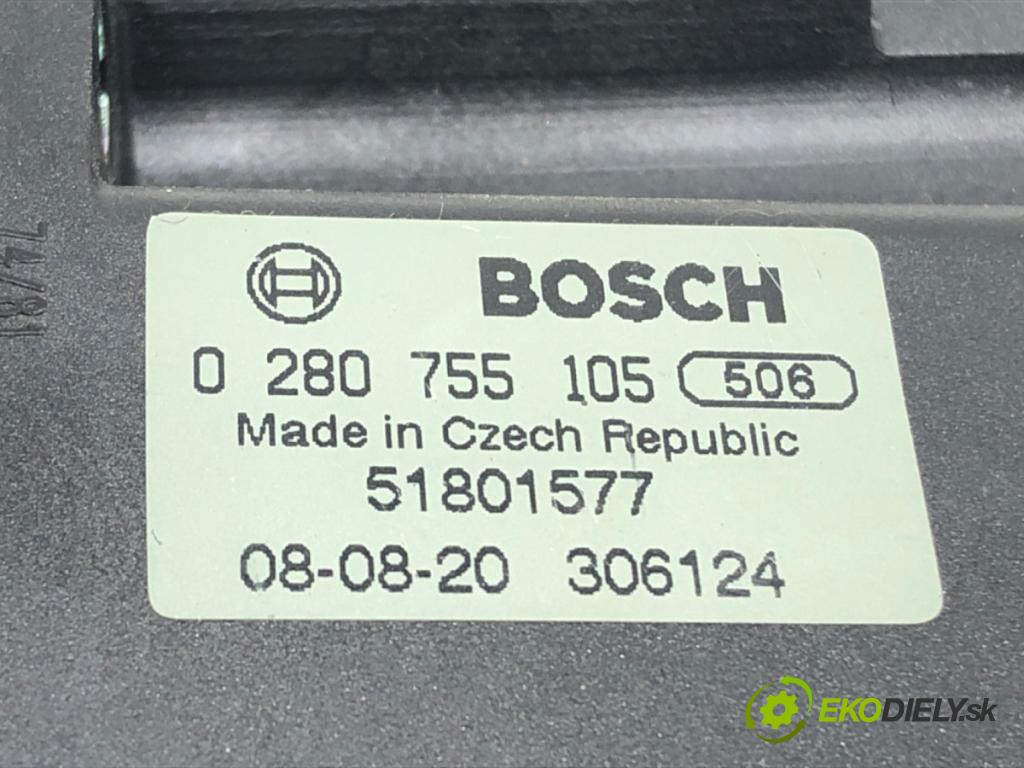 BOSCH
0 280 755 105 506
Made in Czech Republic
51801577
08-08-20 306124
EKODIELY.sk